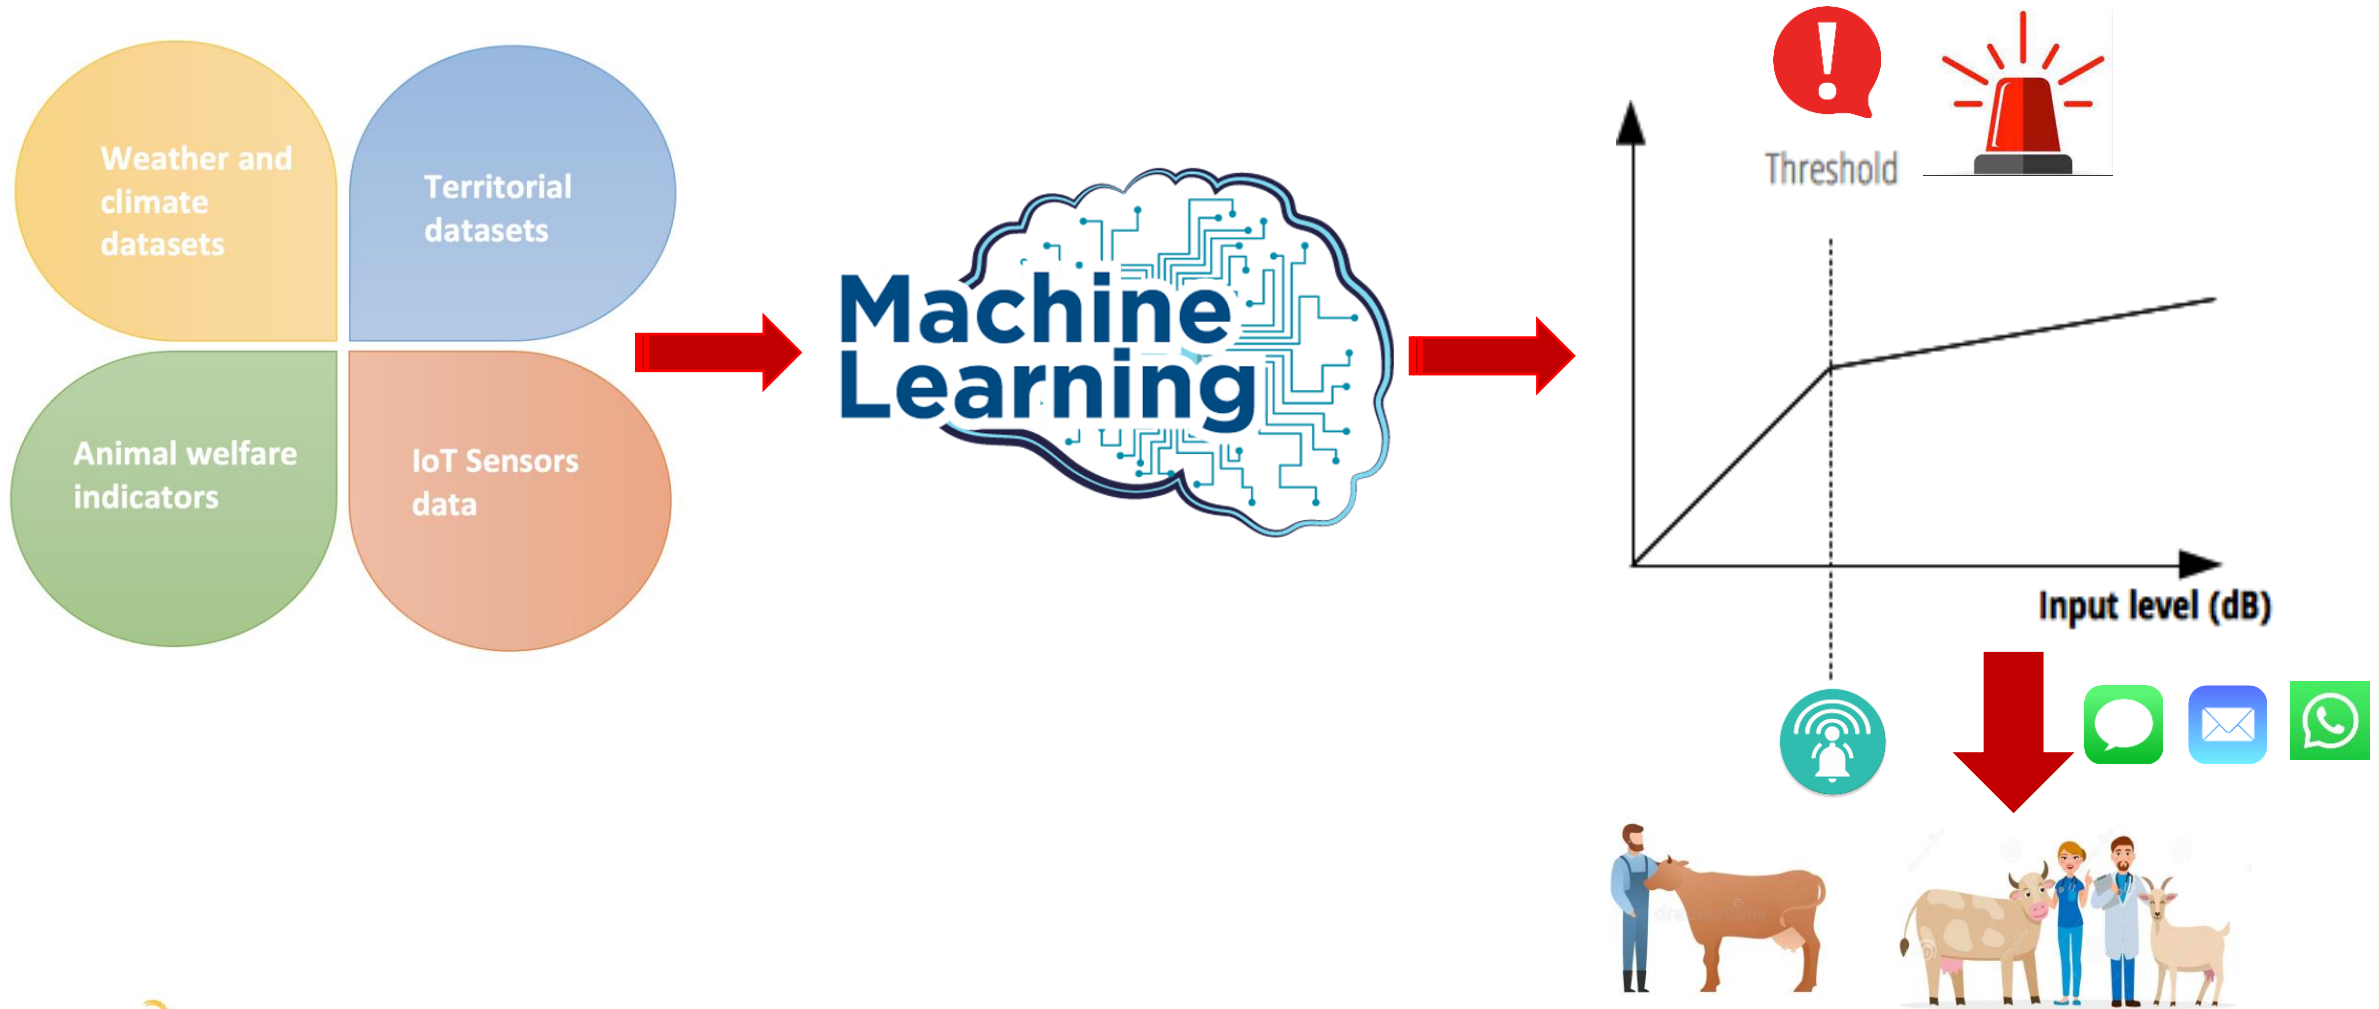 Weather and
climate
datasets
Territorial
datasets
Animal welfare
indicators
IoT Sensors
data
Machine
Learning
Threshold
Input level (dB)